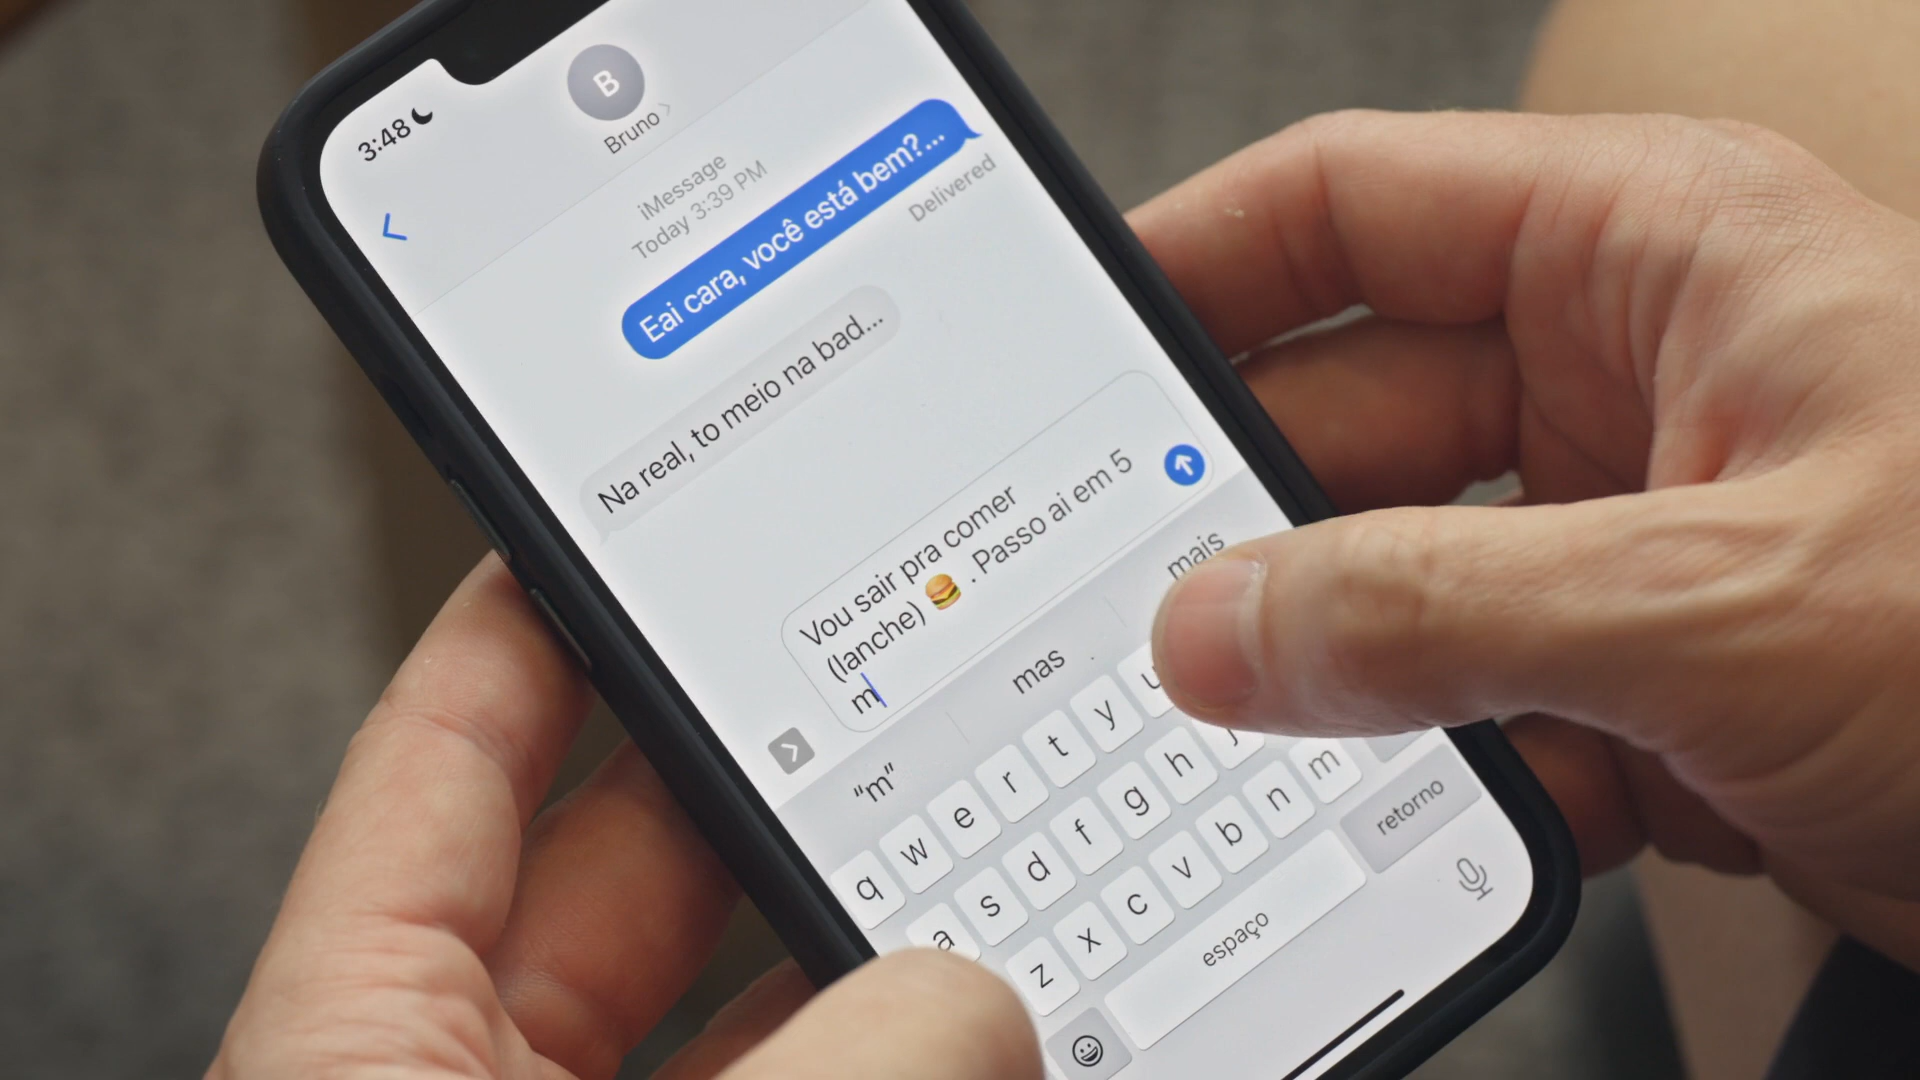 3:48
B
Bruno
iMessage
Today 3:39 PM
Eai cara, você está bem?...
Delivered
Na real, to meio na bad...
Vou sair pra comer
(lanche) 🍔 . Passo ai em 5
m
"m" mas mais
q w e r t y u
a s d f g h j
z x c v b n m
espaço retorno